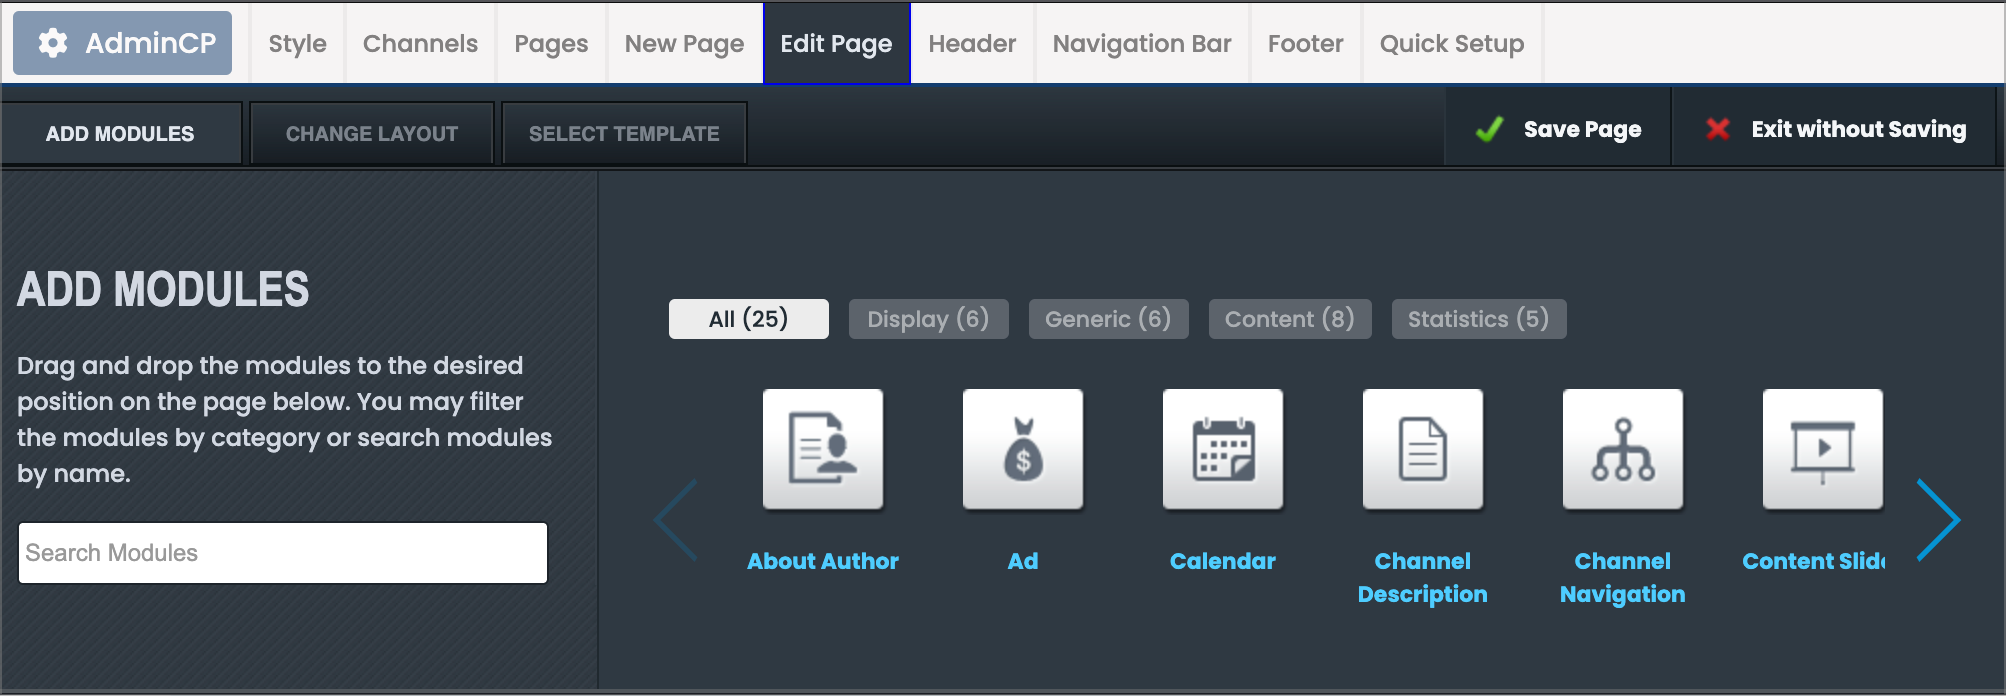 AdminCP Style Channels Pages New Page Edit Page Header Navigation Bar Footer Quick Setup
ADD MODULES CHANGE LAYOUT SELECT TEMPLATE Save Page Exit without Saving
ADD MODULES
Drag and drop the modules to the desired
position on the page below. You may filter
the modules by category or search modules
by name.
Search Modules
All (25) Display (6) Generic (6) Content (8) Statistics (5)
$
About Author
Ad
Calendar
Channel
Description
Channel
Navigation
Content Slid